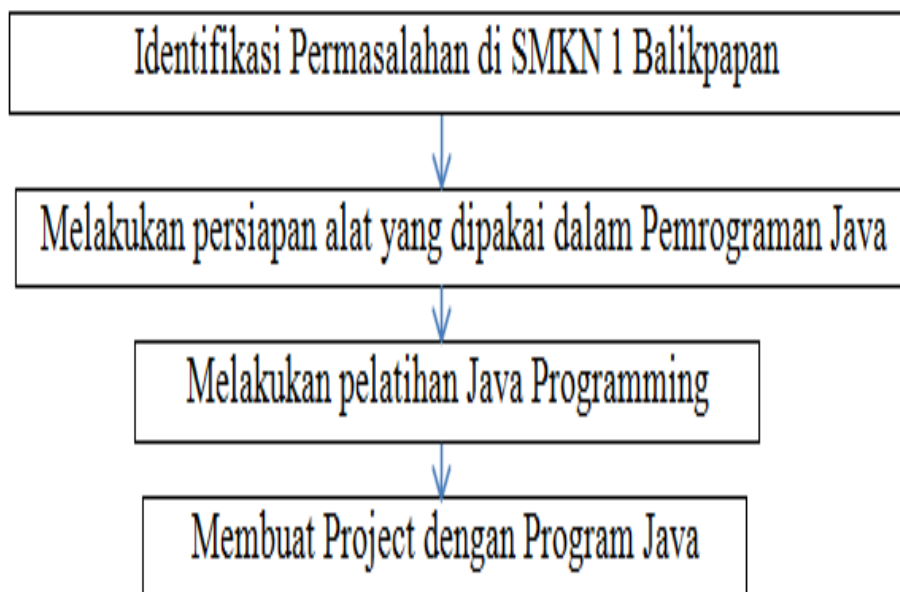 Identifikasi Permasalahan di SMKN 1 Balikpapan
Melakukan persiapan alat yang dipakai dalam Pemrograman Java
Melakukan pelatihan Java Programming
Membuat Project dengan Program Java